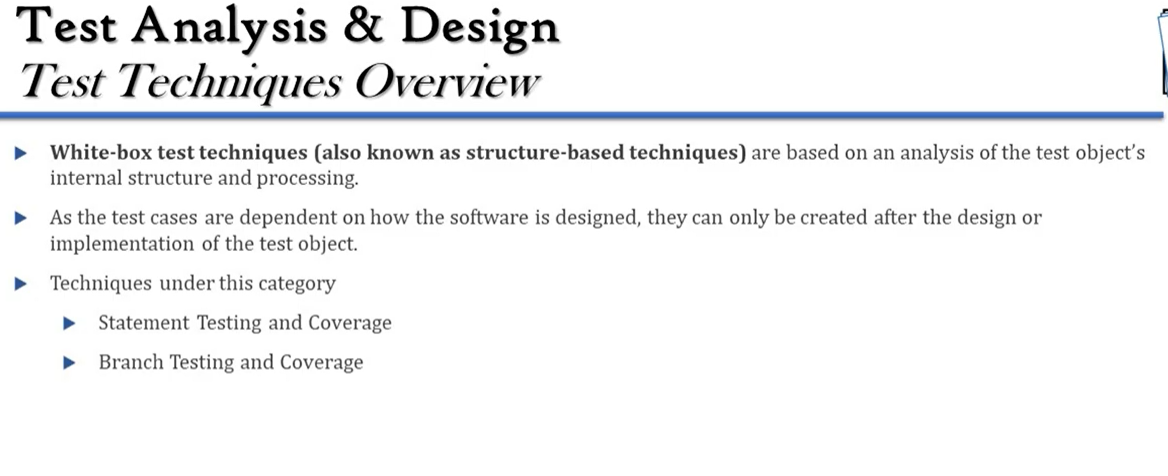 Test Analysis & Design
Test Techniques Overview
White-box test techniques (also known as structure-based techniques) are based on an analysis of the test object's
internal structure and processing.
As the test cases are dependent on how the software is designed, they can only be created after the design or
implementation of the test object.
Techniques under this category
Statement Testing and Coverage
Branch Testing and Coverage